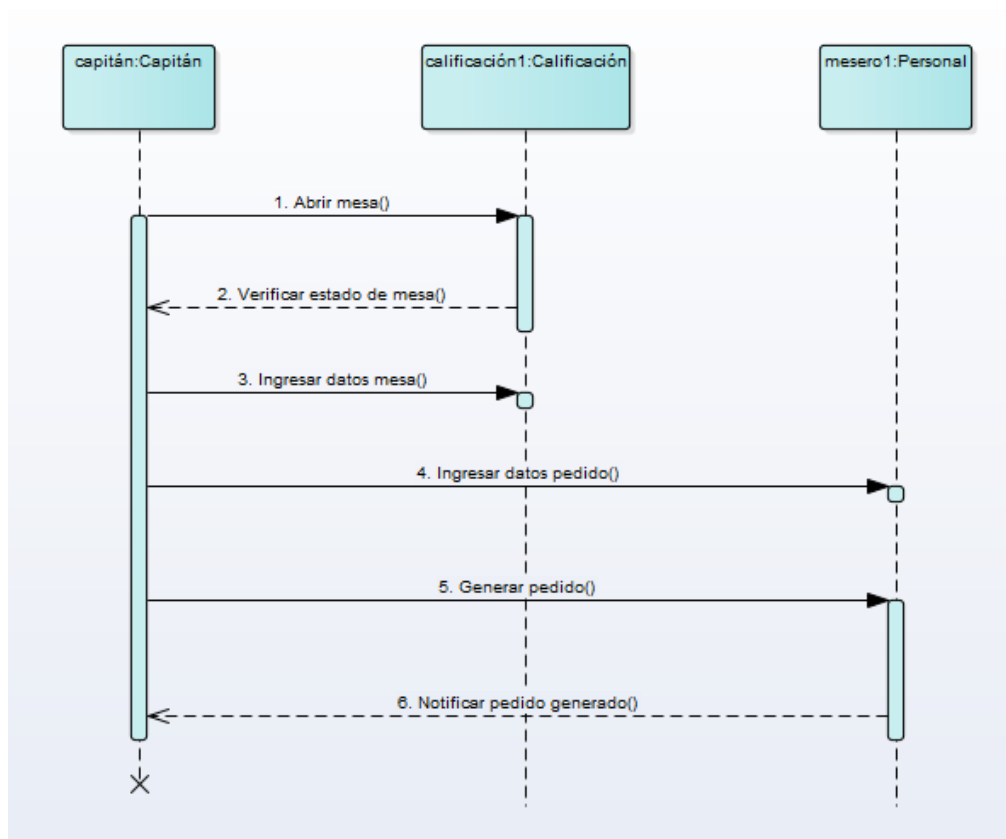 capitán:Capitán
calificación1:Calificación
mesero1:Personal
1. Abrir mesa()
2. Verificar estado de mesa()
3. Ingresar datos mesa()
4. Ingresar datos pedido()
5. Generar pedido()
6. Notificar pedido generado()